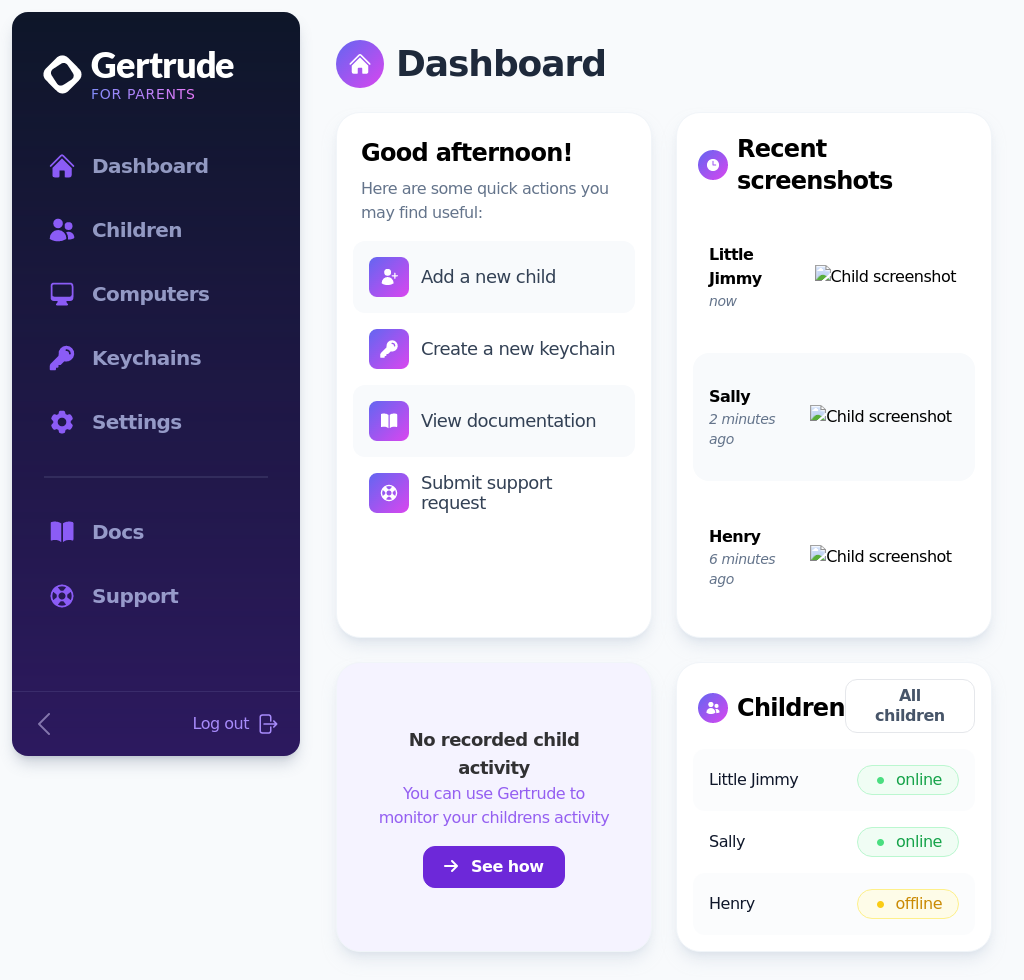 Gertrude
FOR PARENTS
Dashboard
Children
Computers
Keychains
Settings
Docs
Support
Log out
Dashboard
Good afternoon!
Here are some quick actions you
may find useful:
Add a new child
Create a new keychain
View documentation
Submit support
request
Recent
screenshots
Little
Jimmy
now
Child screenshot
Sally
2 minutes
ago
Child screenshot
Henry
6 minutes
ago
Child screenshot
No recorded child
activity
You can use Gertrude to
monitor your childrens activity
See how
Children
All
children
Little Jimmy
online
Sally
online
Henry
offline